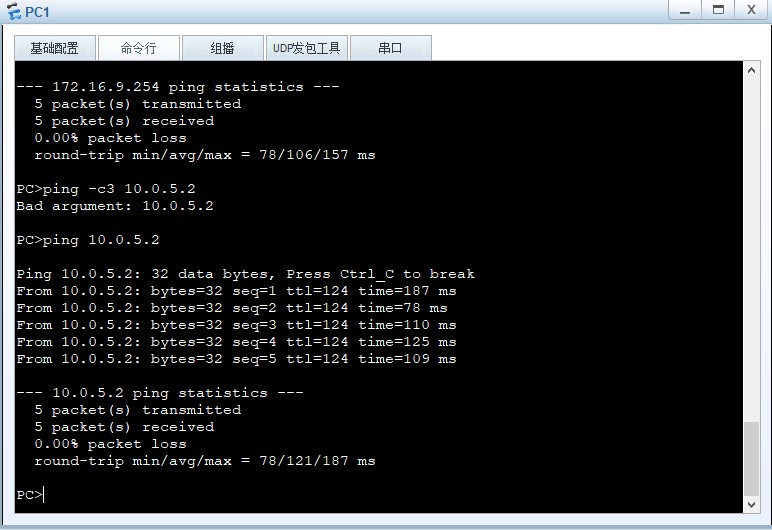 PC1
基础配置 命令行 组播 UDP发包工具 串口
--- 172.16.9.254 ping statistics ---
5 packet(s) transmitted
5 packet(s) received
0.00% packet loss
round-trip min/avg/max = 78/106/157 ms
PC>ping -c3 10.0.5.2
Bad argument: 10.0.5.2
PC>ping 10.0.5.2
Ping 10.0.5.2: 32 data bytes, Press Ctrl_C to break
From 10.0.5.2: bytes=32 seq=1 ttl=124 time=187 ms
From 10.0.5.2: bytes=32 seq=2 ttl=124 time=78 ms
From 10.0.5.2: bytes=32 seq=3 ttl=124 time=110 ms
From 10.0.5.2: bytes=32 seq=4 ttl=124 time=125 ms
From 10.0.5.2: bytes=32 seq=5 ttl=124 time=109 ms
--- 10.0.5.2 ping statistics ---
5 packet(s) transmitted
5 packet(s) received
0.00% packet loss
round-trip min/avg/max = 78/121/187 ms
PC>